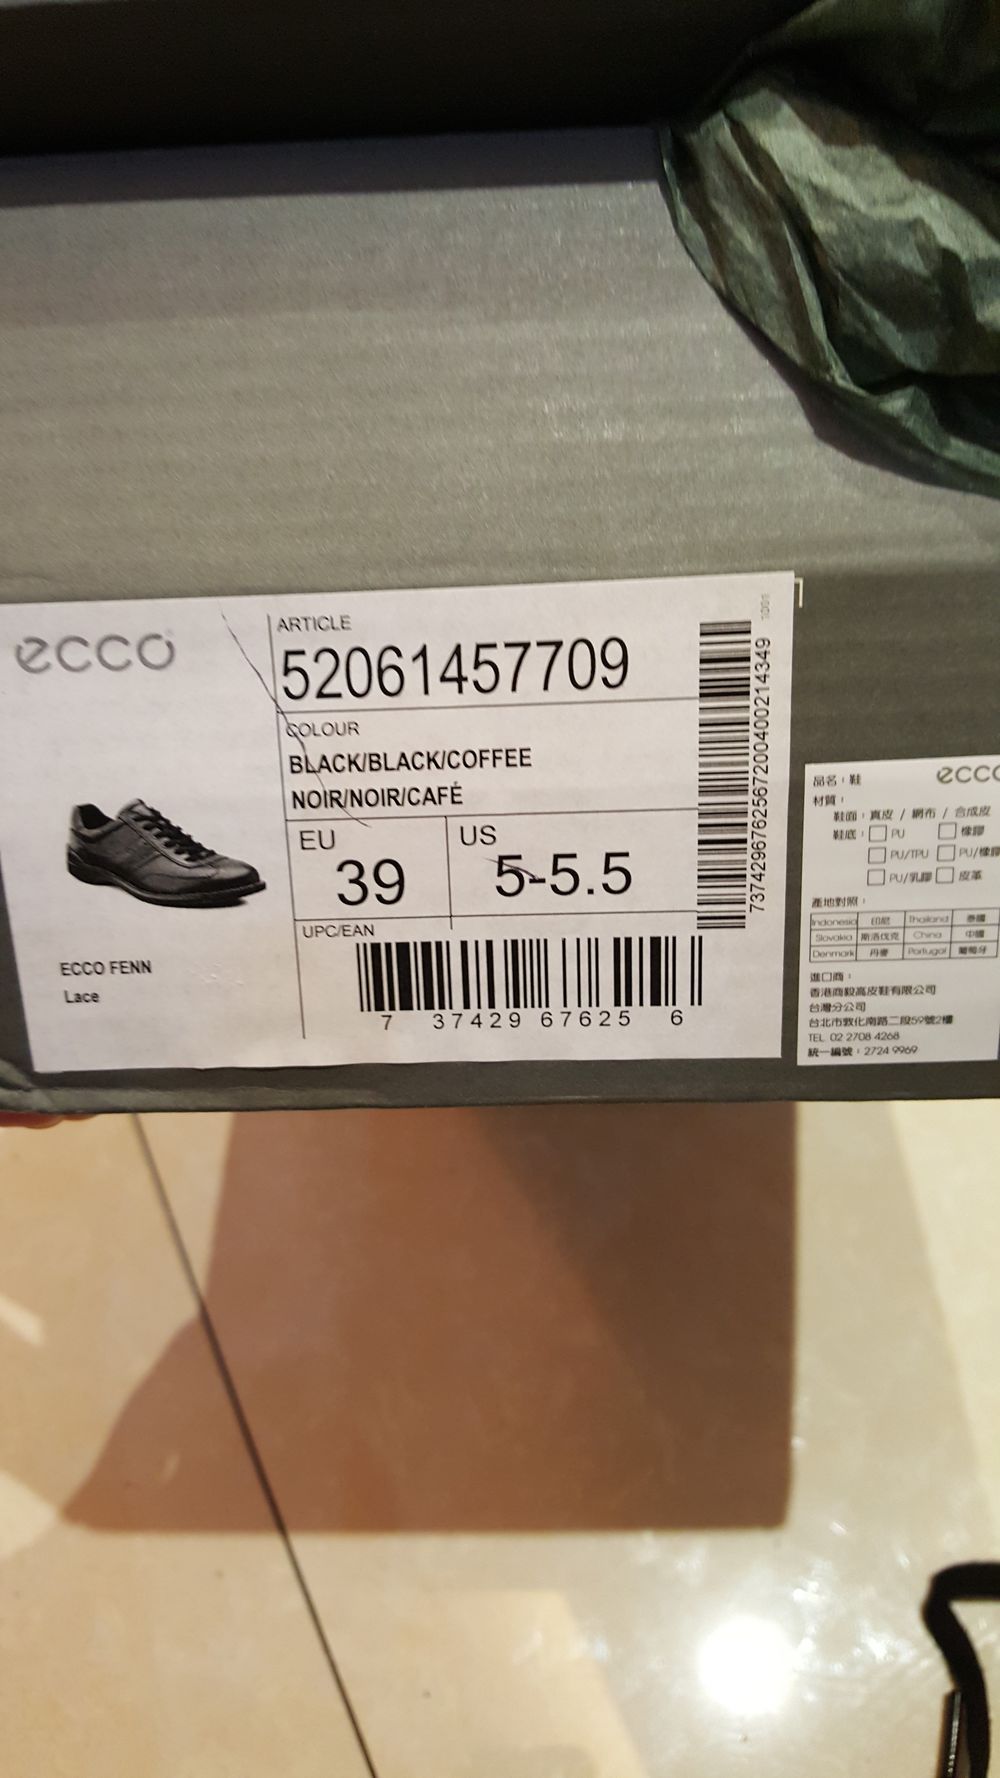 ecco
ARTICLE
52061457709
COLOUR
BLACK/BLACK/COFFEE
NOIR/NOIR/CAFÉ
EU
39
US
5-5.5
UPC/EAN
7 37429 67625 6
ECCO FENN
Lace
1001
73742967625672004002 14349
ecco
品名：鞋
材質：
鞋面：真皮 / 網布 / 合成皮
鞋底：□ PU □ 橡膠
□ PU/TPU □ PU/橡膠
□ PU/乳膠 □ 皮革
產地對照：
Indonesia 印尼 Thailand 泰國
Slovakia 斯洛伐克 China 中國
Denmark 丹麥 Portugal 葡萄牙
進口商：
香港商毅高皮鞋有限公司
台灣分公司
台北市敦化南路二段59號2樓
TEL 02 2708 4268
統一編號：2724 9969